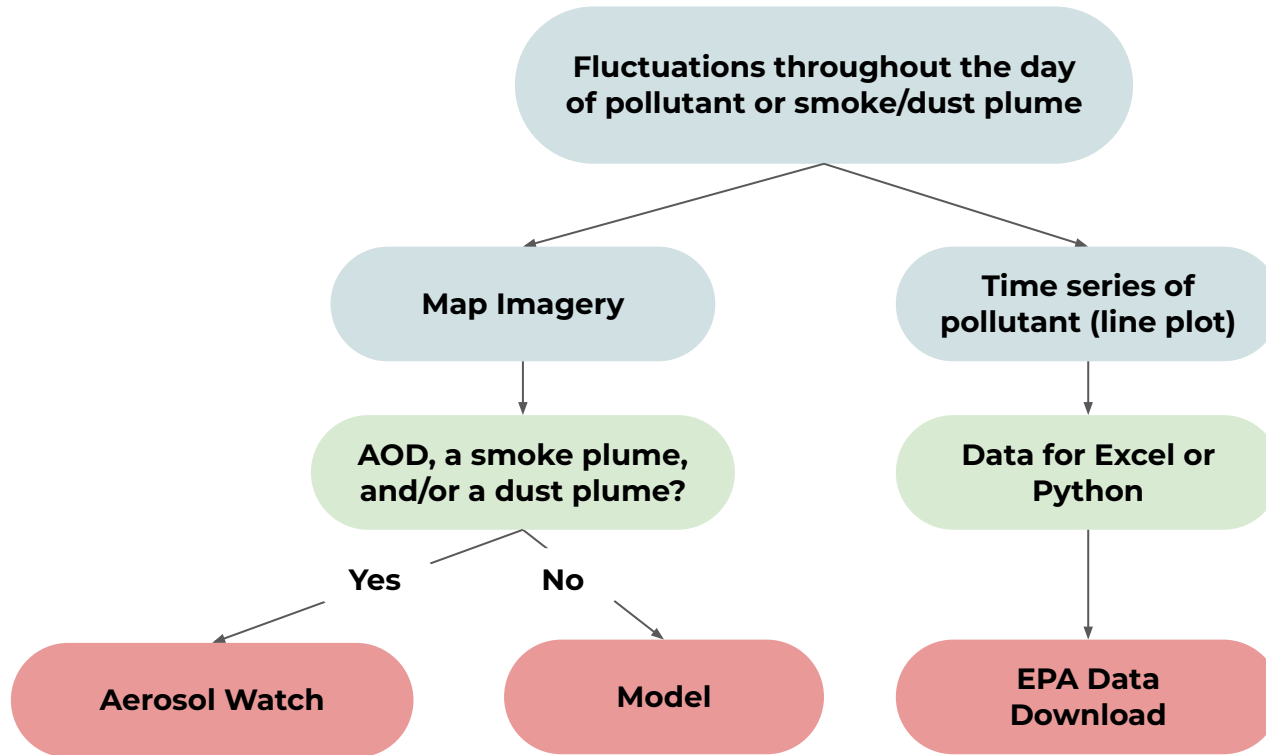 Fluctuations throughout the day
of pollutant or smoke/dust plume
Map Imagery
Time series of
pollutant (line plot)
AOD, a smoke plume,
and/or a dust plume?
Data for Excel or
Python
Yes
No
Aerosol Watch
Model
EPA Data
Download